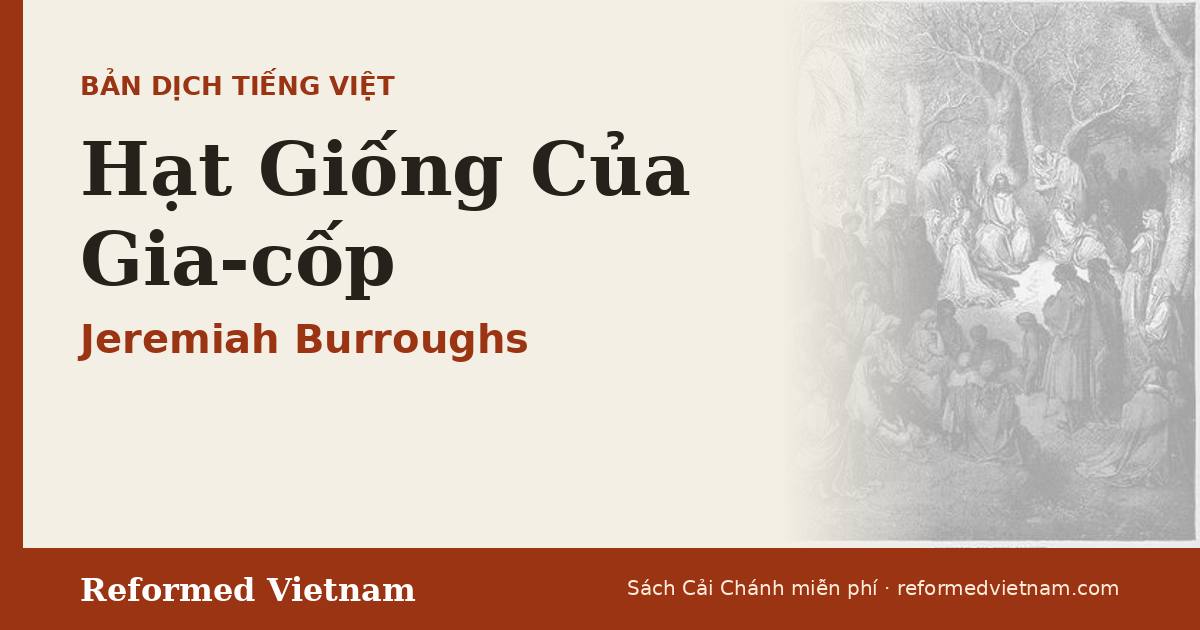 BẢN DỊCH TIẾNG VIỆT
Hạt Giống Của
Gia-cốp
Jeremiah Burroughs
Reformed Vietnam
Sách Cải Chánh miễn phí · reformedvietnam.com